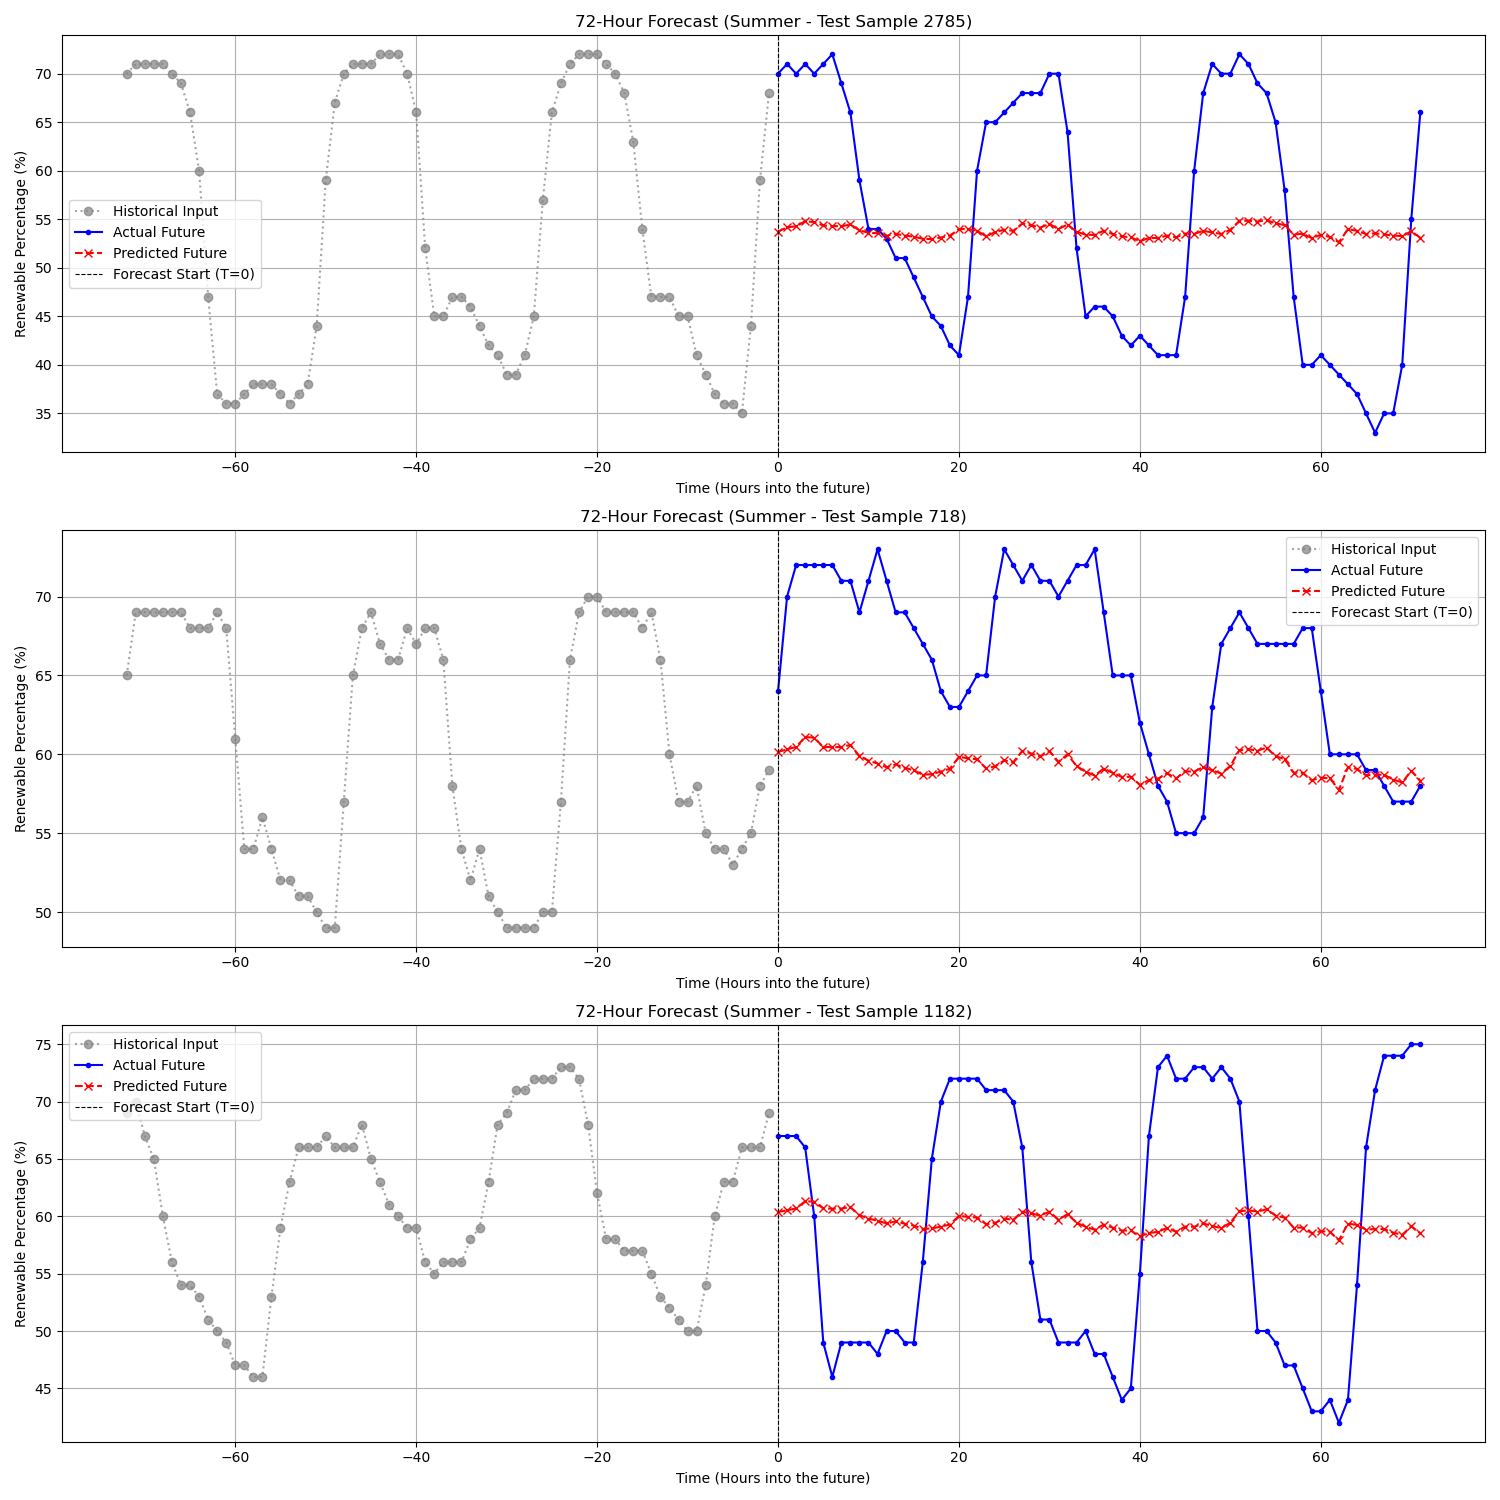 72-Hour Forecast (Summer - Test Sample 2785)
Renewable Percentage (%)
70
65
60
55
50
45
40
35
Historical Input
Actual Future
Predicted Future
Forecast Start (T=0)
−60 −40 −20 0 20 40 60
Time (Hours into the future)
72-Hour Forecast (Summer - Test Sample 718)
Renewable Percentage (%)
70
65
60
55
50
Historical Input
Actual Future
Predicted Future
Forecast Start (T=0)
−60 −40 −20 0 20 40 60
Time (Hours into the future)
72-Hour Forecast (Summer - Test Sample 1182)
Renewable Percentage (%)
75
70
65
60
55
50
45
Historical Input
Actual Future
Predicted Future
Forecast Start (T=0)
−60 −40 −20 0 20 40 60
Time (Hours into the future)